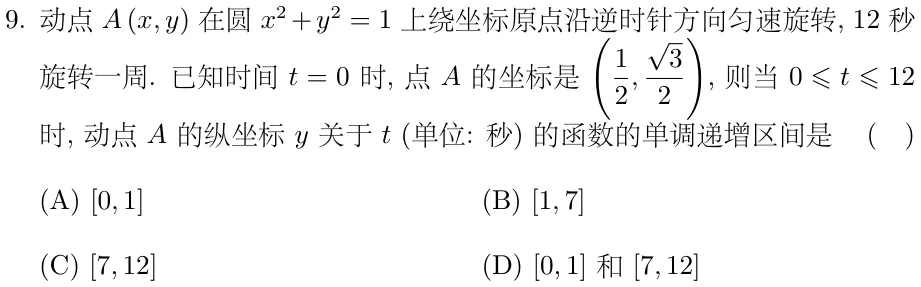 9. 动点 A (x, y) 在圆 x² + y² = 1 上绕坐标原点沿逆时针方向匀速旋转, 12 秒
旋转一周. 已知时间 t = 0 时, 点 A 的坐标是 (1/2, √3/2), 则当 0 ⩽ t ⩽ 12
时, 动点 A 的纵坐标 y 关于 t (单位: 秒) 的函数的单调递增区间是 ( )
(A) [0, 1] (B) [1, 7]
(C) [7, 12] (D) [0, 1] 和 [7, 12]